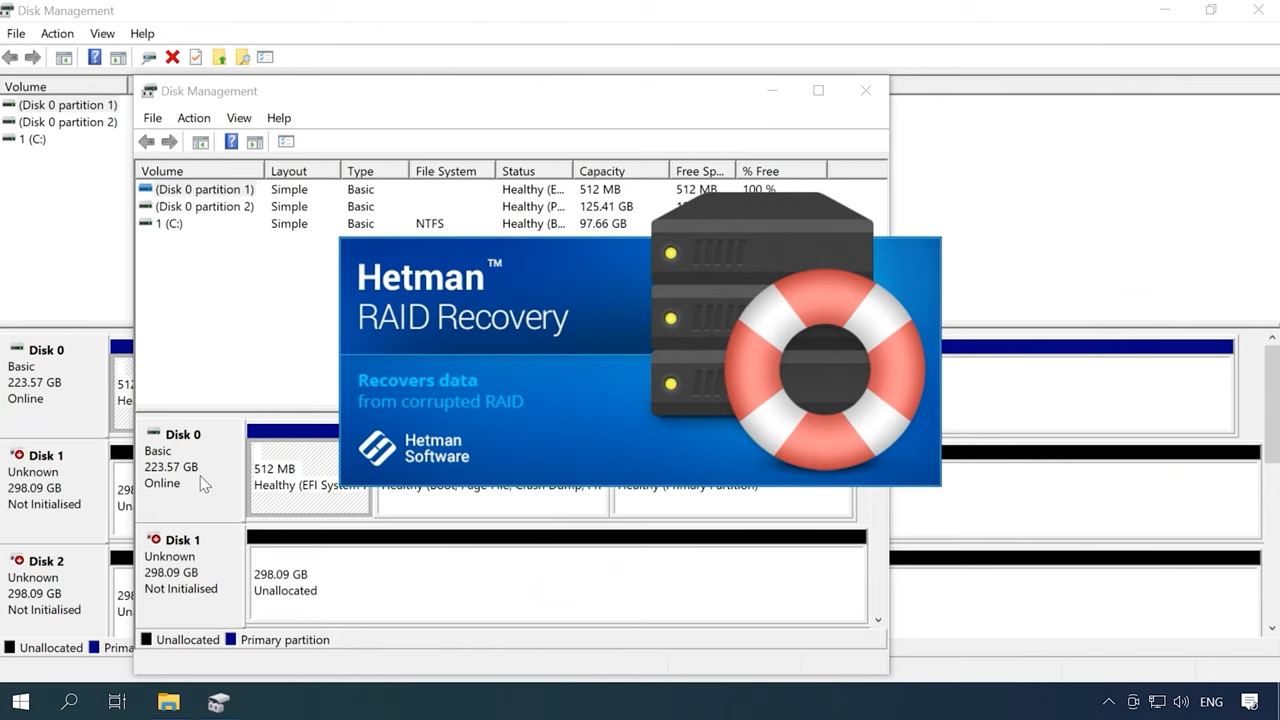 Disk Management
File Action View Help
Volume
(Disk 0 partition 1)
(Disk 0 partition 2)
1 (C:)
Disk Management
File Action View Help
Volume Layout Type File System Status Capacity Free Sp... % Free
(Disk 0 partition 1) Simple Basic Healthy (E... 512 MB 512 MB 100 %
(Disk 0 partition 2) Simple Basic Healthy (P... 125.41 GB
1 (C:) Simple Basic NTFS Healthy (B... 97.66 GB
Hetman™
RAID Recovery
Recovers data
from corrupted RAID
Hetman
Software
Disk 0
Basic
223.57 GB
Online
Disk 1
Unknown
298.09 GB
Not Initialised
Disk 2
Unknown
298.09 GB
Not Initialised
Unallocated
Disk 0
Basic
223.57 GB
Online
512 MB
Healthy (EFI System
Healthy (Primary Partition)
Disk 1
Unknown
298.09 GB
Not Initialised
298.09 GB
Unallocated
Unallocated Primary partition
ENG